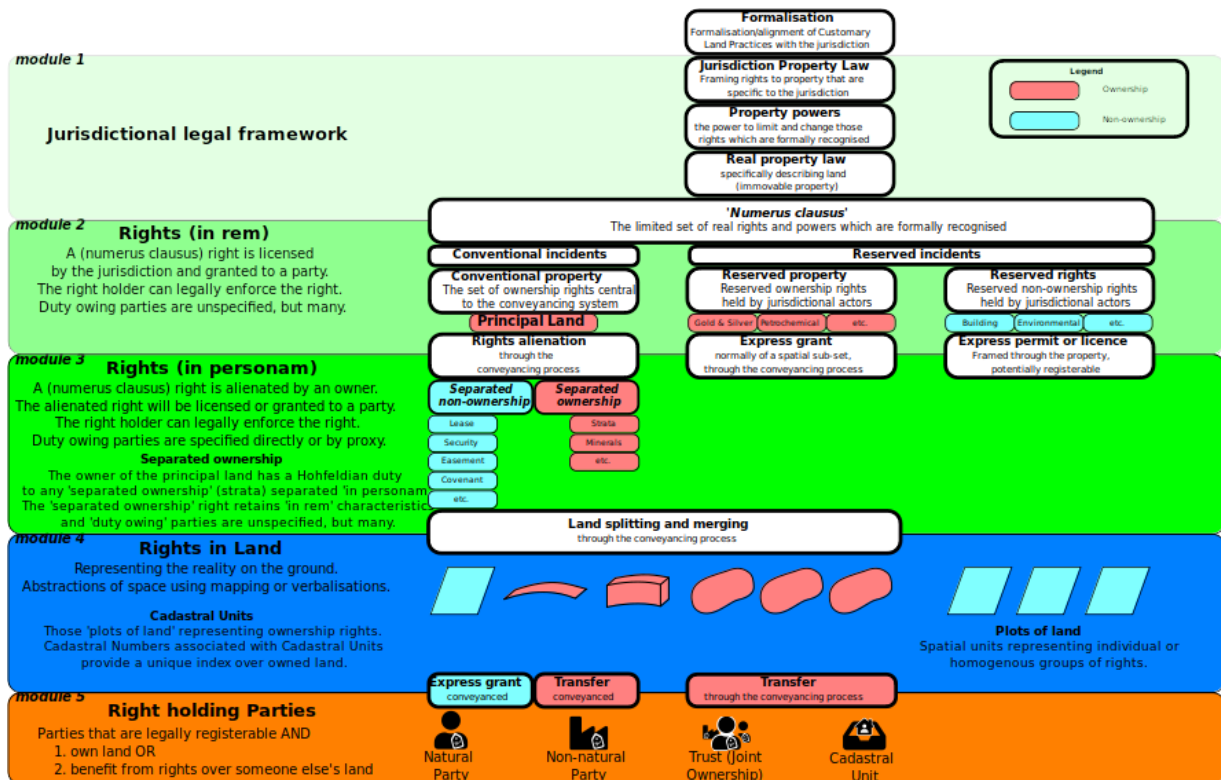 Formalisation
Formalisation/alignment of Customary
Land Practices with the jurisdiction
module 1
Jurisdiction Property Law
Framing rights to property that are
specific to the jurisdiction
Legend
Ownership
Non-ownership
Property powers
the power to limit and change those
rights which are formally recognised
Jurisdictional legal framework
Real property law
specifically describing land
(immovable property)
module 2
'Numerus clausus'
The limited set of real rights and powers which are formally recognised
Rights (in rem)
A (numerus clausus) right is licensed
by the jurisdiction and granted to a party.
The right holder can legally enforce the right.
Duty owing parties are unspecified, but many.
Conventional incidents
Reserved incidents
Conventional property
The set of ownership rights central
to the conveyancing system
Reserved property
Reserved ownership rights
held by jurisdictional actors
Reserved rights
Reserved non-ownership rights
held by jurisdictional actors
Principal Land
Gold & Silver
Petrochemical
etc.
Building
Environmental
etc.
Rights alienation
through the
conveyancing process
Express grant
normally of a spatial sub-set,
through the conveyancing process
Express permit or licence
Framed through the property,
potentially registerable
module 3
Rights (in personam)
A (numerus clausus) right is alienated by an owner.
The alienated right will be licensed or granted to a party.
The right holder can legally enforce the right.
Duty owing parties are specified directly or by proxy.
Separated ownership
The owner of the principal land has a Hohfeldian duty
to any 'separated ownership' (strata) separated 'in personam
The 'separated ownership' right retains 'in rem' characteristic
and 'duty owing' parties are unspecified, but many.
Separated
non-ownership
Separated
ownership
Lease
Security
Easement
Covenant
etc.
Strata
Minerals
etc.
Land splitting and merging
through the conveyancing process
module 4
Rights in Land
Representing the reality on the ground.
Abstractions of space using mapping or verbalisations.
Cadastral Units
Those 'plots of land' representing ownership rights.
Cadastral Numbers associated with Cadastral Units
provide a unique index over owned land.
Plots of land
Spatial units representing individual or
homogenous groups of rights.
Express grant
conveyanced
Transfer
conveyanced
Transfer
through the conveyancing process
module 5
Right holding Parties
Parties that are legally registerable AND
1. own land OR
2. benefit from rights over someone else's land
Natural
Party
Non-natural
Party
Trust (Joint
Ownership)
Cadastral
Unit